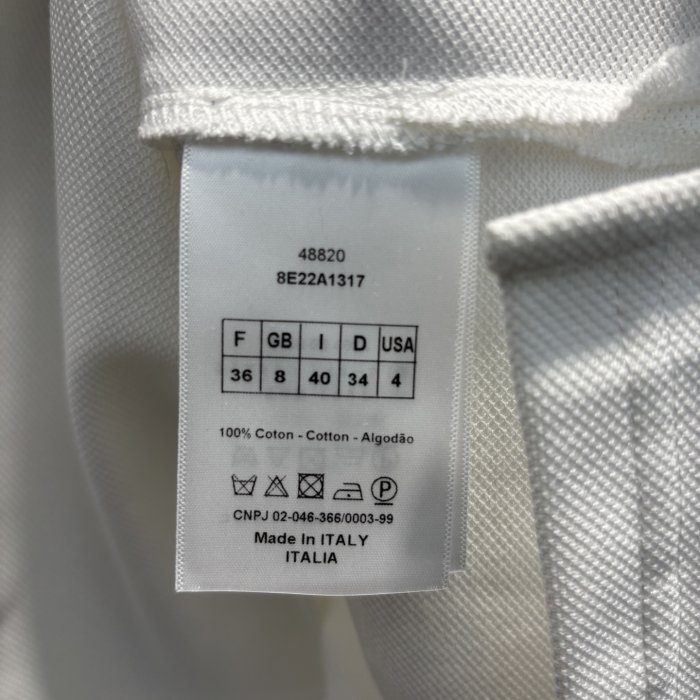 48820
8E22A1317
F GB I D USA
36 8 40 34 4
100% Coton - Cotton - Algodão
P
CNPJ 02-046-366/0003-99
Made In ITALY
ITALIA